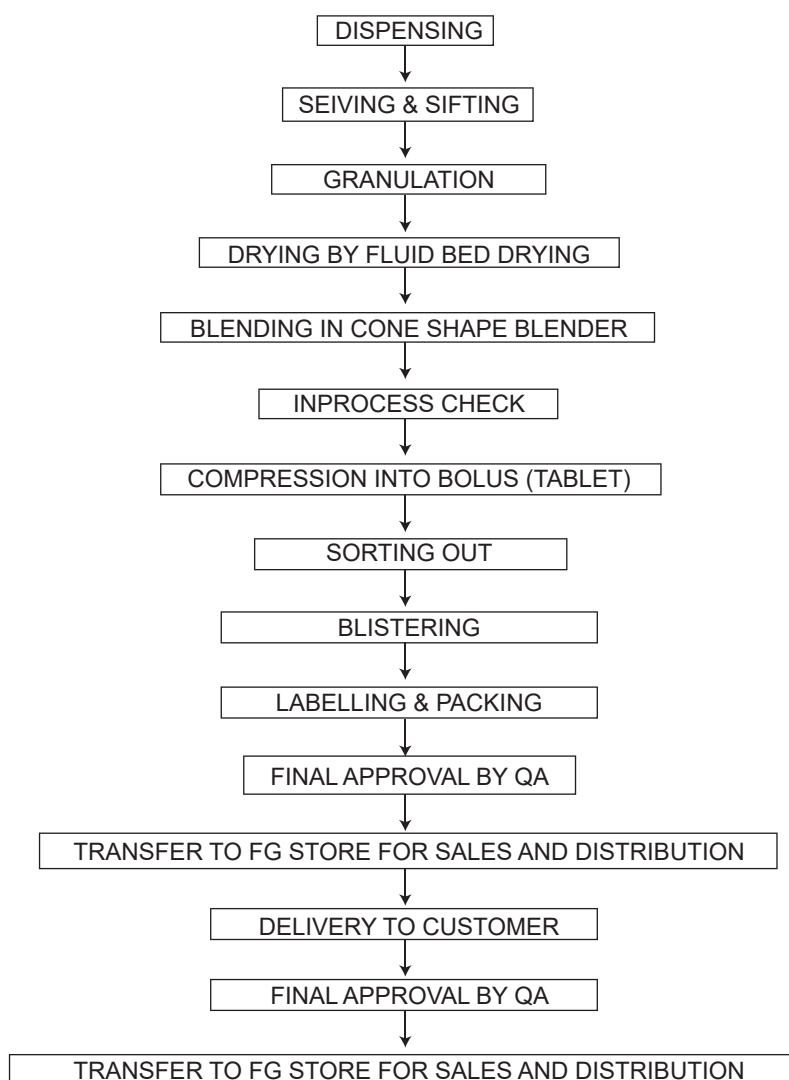 DISPENSING
SEIVING & SIFTING
GRANULATION
DRYING BY FLUID BED DRYING
BLENDING IN CONE SHAPE BLENDER
INPROCESS CHECK
COMPRESSION INTO BOLUS (TABLET)
SORTING OUT
BLISTERING
LABELLING & PACKING
FINAL APPROVAL BY QA
TRANSFER TO FG STORE FOR SALES AND DISTRIBUTION
DELIVERY TO CUSTOMER
FINAL APPROVAL BY QA
TRANSFER TO FG STORE FOR SALES AND DISTRIBUTION